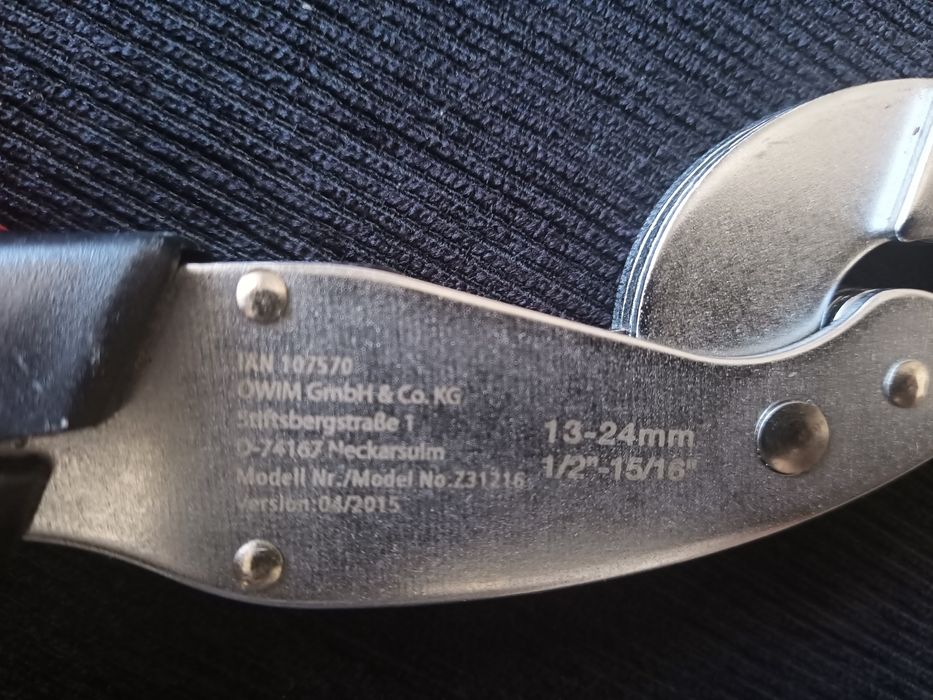 IAN 107570
OWIM GmbH & Co. KG
Stiftsbergstraße 1
D-74167 Neckarsulm
Modell Nr./Model No.Z31216
Version:04/2015
13-24mm
1/2"-15/16"